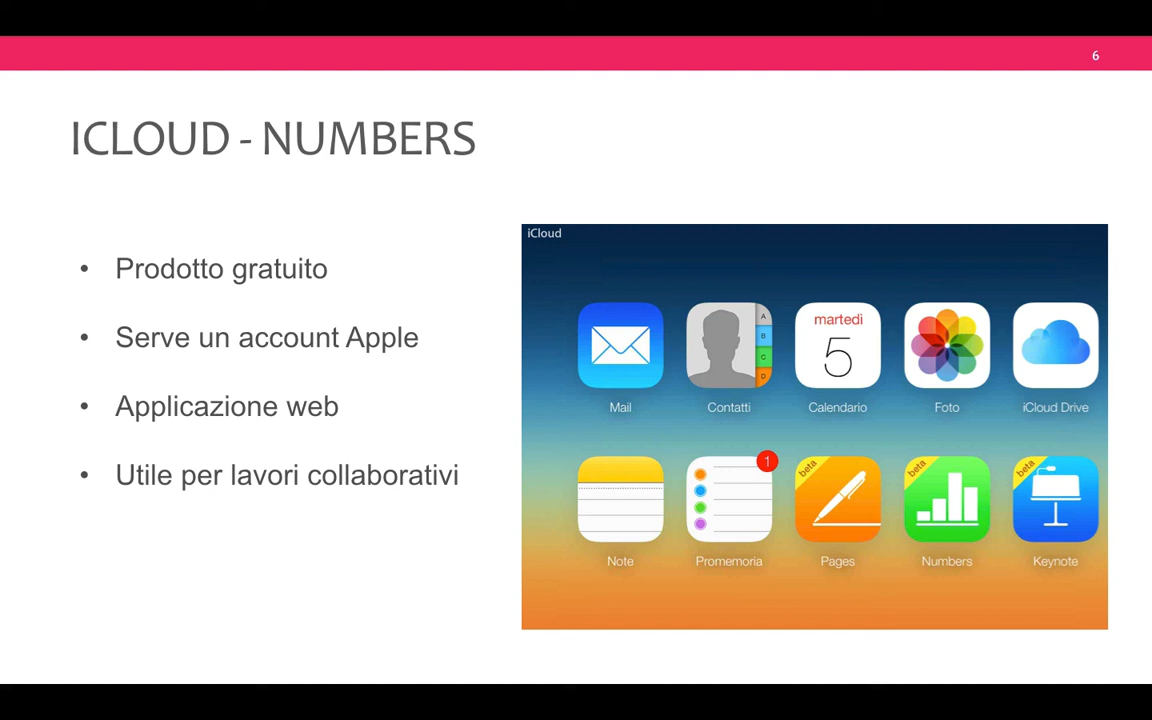 6
ICLOUD - NUMBERS
• Prodotto gratuito
• Serve un account Apple
• Applicazione web
• Utile per lavori collaborativi
iCloud
A
B
C
D
martedì
5
Mail Contatti Calendario Foto iCloud Drive
1
beta beta beta
Note Promemoria Pages Numbers Keynote